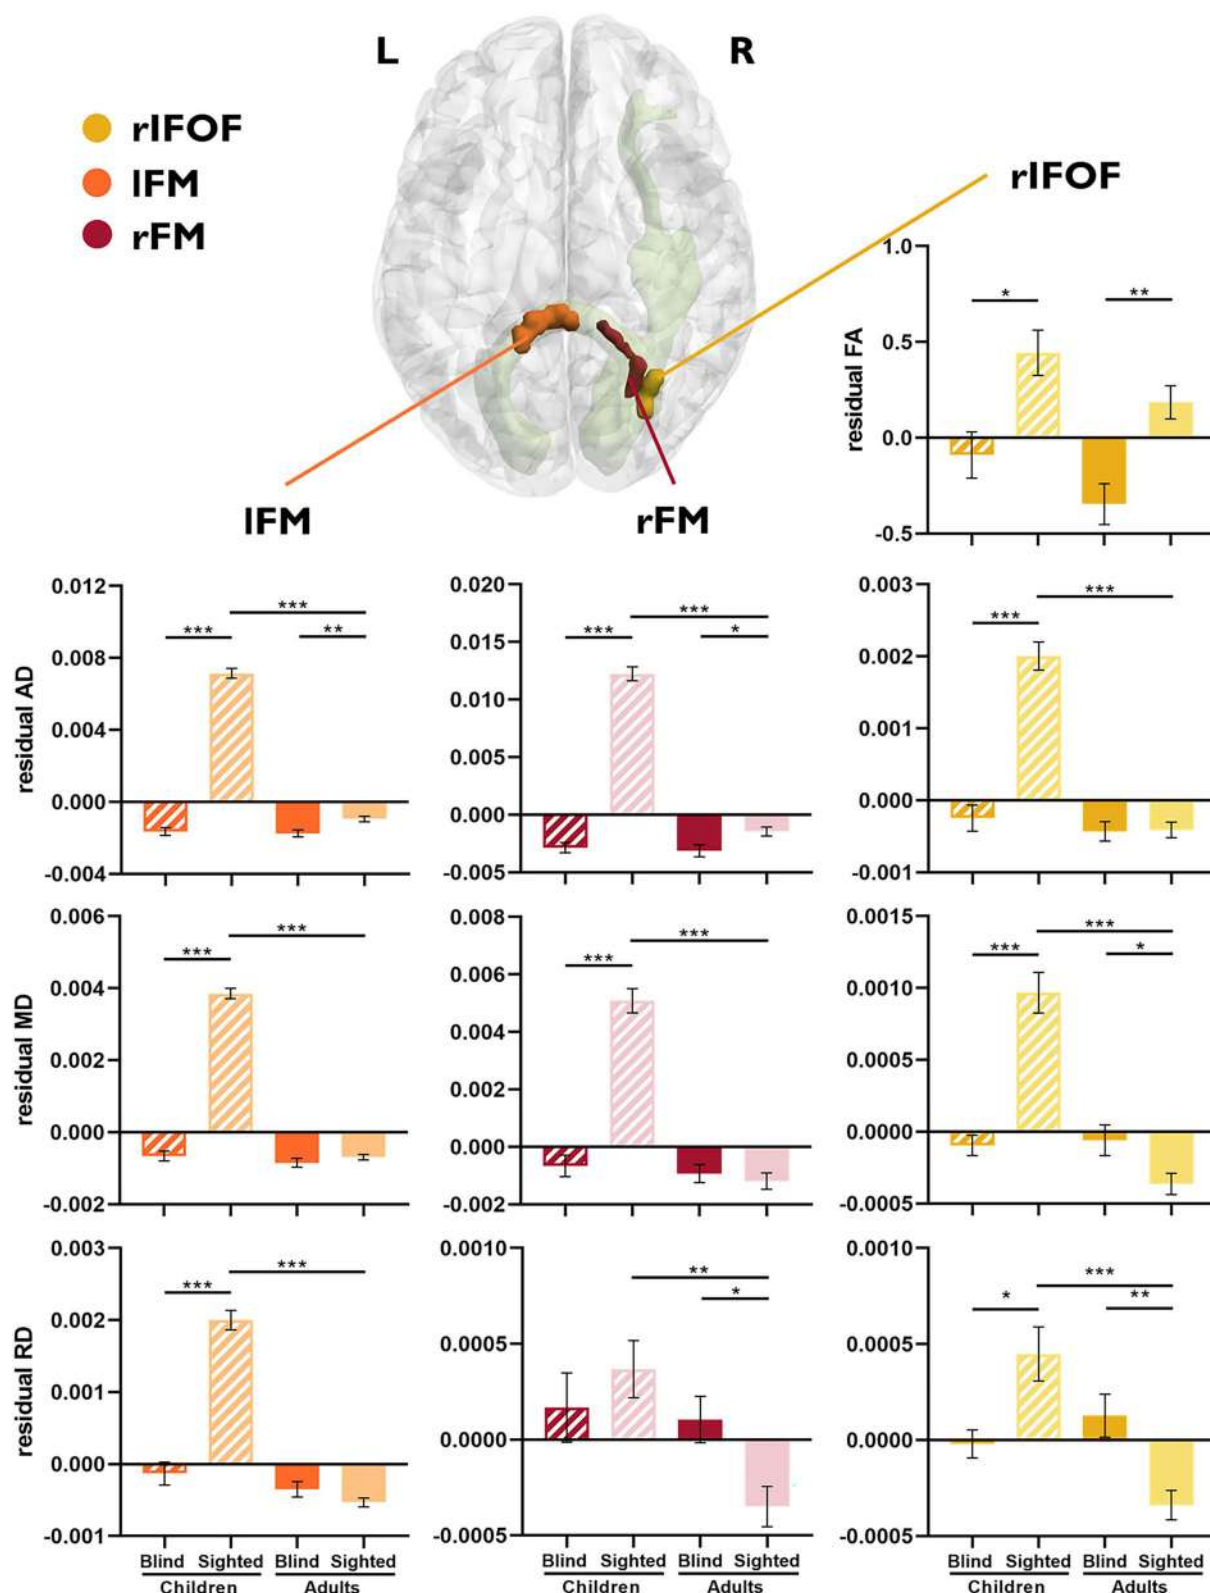 L R
rIFOF
lFM
rFM
rIFOF
lFM rFM
residual FA
1.0
0.5
0.0
-0.5
* **
residual AD
0.012
0.008
0.004
0.000
-0.004
*** *** **
0.020
0.015
0.010
0.005
0.000
-0.005
*** *** *
0.003
0.002
0.001
0.000
-0.001
*** ***
residual MD
0.006
0.004
0.002
0.000
-0.002
*** ***
0.008
0.006
0.004
0.002
0.000
-0.002
*** ***
0.0015
0.0010
0.0005
0.0000
-0.0005
*** *** *
residual RD
0.003
0.002
0.001
0.000
-0.001
*** ***
0.0010
0.0005
0.0000
-0.0005
** *
0.0010
0.0005
0.0000
-0.0005
* *** **
Blind Sighted Blind Sighted
Children Adults
Blind Sighted Blind Sighted
Children Adults
Blind Sighted Blind Sighted
Children Adults